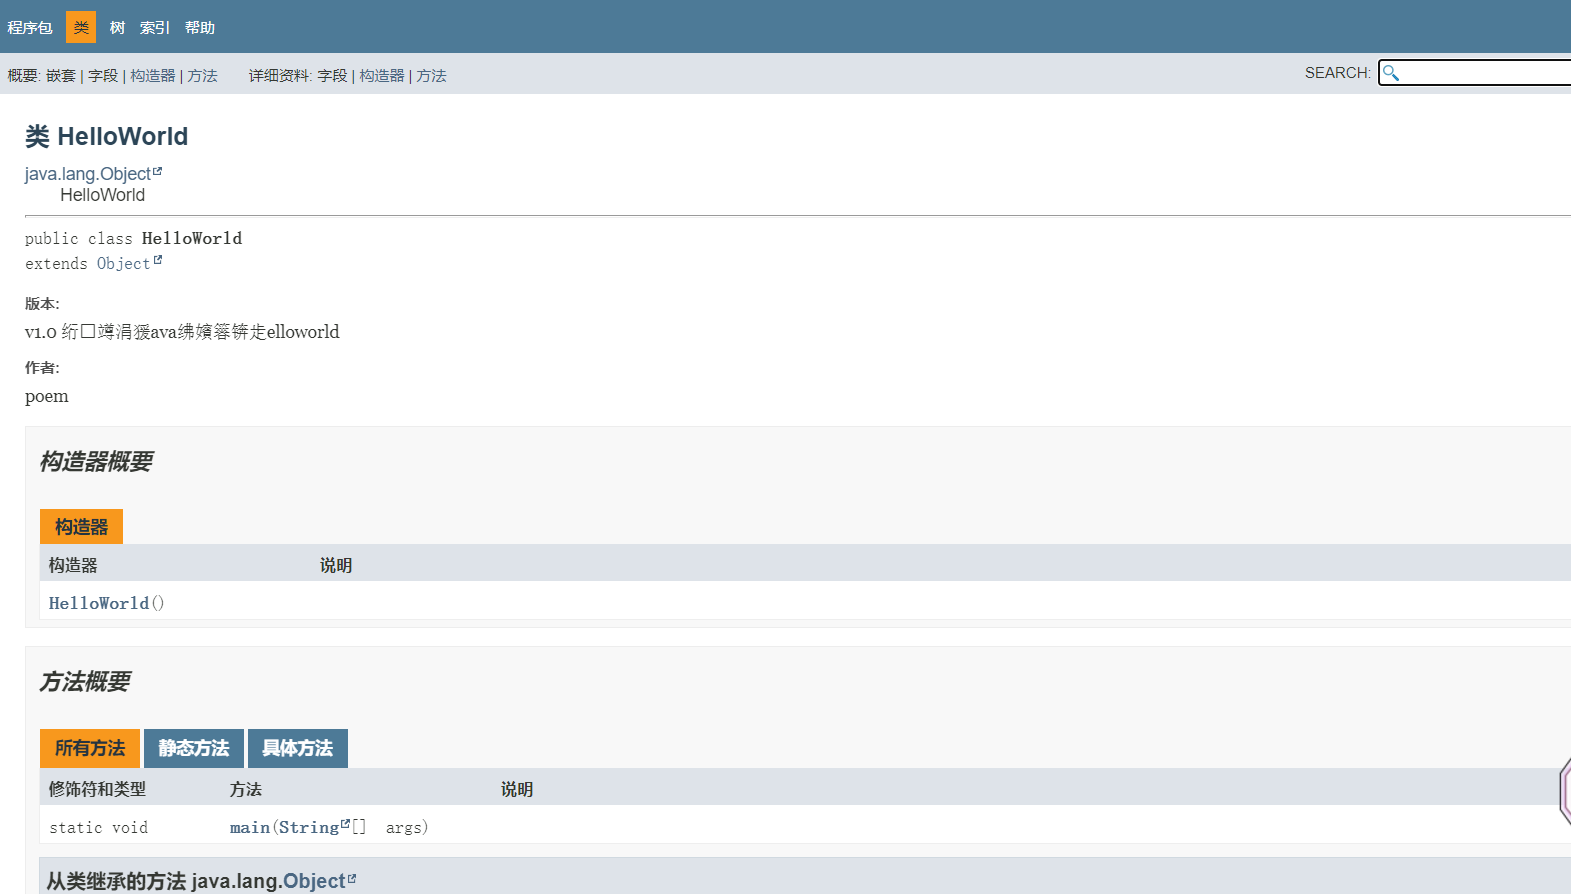 程序包 类 树 索引 帮助
概要: 嵌套 | 字段 | 构造器 | 方法 详细资料: 字段 | 构造器 | 方法 SEARCH:
类 HelloWorld
java.lang.Object
HelloWorld
public class HelloWorld
extends Object
版本:
v1.0 绗□竴涓猨ava绋嬪簭锛歨elloworld
作者:
poem
构造器概要
构造器
构造器 说明
HelloWorld()
方法概要
所有方法 静态方法 具体方法
修饰符和类型 方法 说明
static void main(String[] args)
从类继承的方法 java.lang.Object